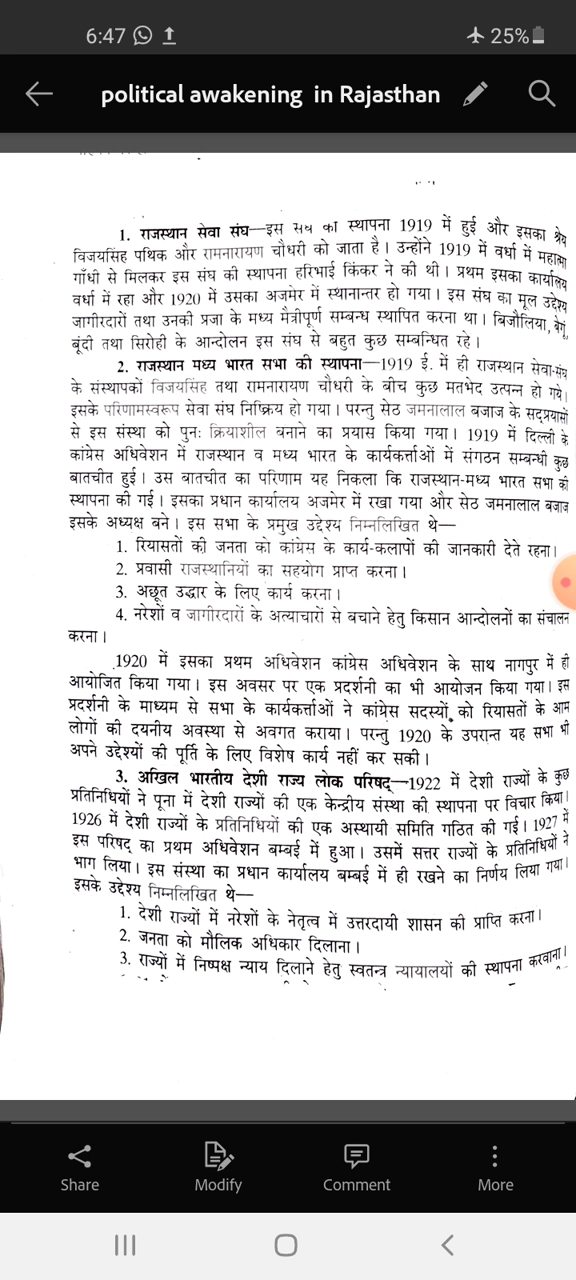 6:47
25%
political awakening in Rajasthan
1. राजस्थान सेवा संघ—इस संघ की स्थापना 1919 में हुई और इसका श्रेय
विजयसिंह पथिक और रामनारायण चौधरी को जाता है। उन्होंने 1919 में वर्धा में महात्मा
गाँधी से मिलकर इस संघ की स्थापना हरिभाई किंकर ने की थी। प्रथम इसका कार्यालय
वर्धा में रहा और 1920 में उसका अजमेर में स्थानान्तर हो गया। इस संघ का मूल उद्देश्य
जागीरदारों तथा उनकी प्रजा के मध्य मैत्रीपूर्ण सम्बन्ध स्थापित करना था। बिजौलिया, बेगूं,
बूंदी तथा सिरोही के आन्दोलन इस संघ से बहुत कुछ सम्बन्धित रहे।
2. राजस्थान मध्य भारत सभा की स्थापना—1919 ई. में ही राजस्थान सेवा-संघ
के संस्थापकों विजयसिंह तथा रामनारायण चौधरी के बीच कुछ मतभेद उत्पन्न हो गये।
इसके परिणामस्वरूप सेवा संघ निष्क्रिय हो गया। परन्तु सेठ जमनालाल बजाज के सद्प्रयासों
से इस संस्था को पुनः क्रियाशील बनाने का प्रयास किया गया। 1919 में दिल्ली के
कांग्रेस अधिवेशन में राजस्थान व मध्य भारत के कार्यकर्त्ताओं में संगठन सम्बन्धी कुछ
बातचीत हुई। उस बातचीत का परिणाम यह निकला कि राजस्थान-मध्य भारत सभा की
स्थापना की गई। इसका प्रधान कार्यालय अजमेर में रखा गया और सेठ जमनालाल बजाज
इसके अध्यक्ष बने। इस सभा के प्रमुख उद्देश्य निम्नलिखित थे—
1. रियासतों की जनता को कांग्रेस के कार्य-कलापों की जानकारी देते रहना।
2. प्रवासी राजस्थानियों का सहयोग प्राप्त करना।
3. अछूत उद्धार के लिए कार्य करना।
4. नरेशों व जागीरदारों के अत्याचारों से बचाने हेतु किसान आन्दोलनों का संचालन
करना।
1920 में इसका प्रथम अधिवेशन कांग्रेस अधिवेशन के साथ नागपुर में ही
आयोजित किया गया। इस अवसर पर एक प्रदर्शनी का भी आयोजन किया गया। इस
प्रदर्शनी के माध्यम से सभा के कार्यकर्त्ताओं ने कांग्रेस सदस्यों को रियासतों के आम
लोगों की दयनीय अवस्था से अवगत कराया। परन्तु 1920 के उपरान्त यह सभा भी
अपने उद्देश्यों की पूर्ति के लिए विशेष कार्य नहीं कर सकी।
3. अखिल भारतीय देशी राज्य लोक परिषद्—1922 में देशी राज्यों के कुछ
प्रतिनिधियों ने पूना में देशी राज्यों की एक केन्द्रीय संस्था की स्थापना पर विचार किया।
1926 में देशी राज्यों के प्रतिनिधियों की एक अस्थायी समिति गठित की गई। 1927 में
इस परिषद् का प्रथम अधिवेशन बम्बई में हुआ। उसमें सत्तर राज्यों के प्रतिनिधियों ने
भाग लिया। इस संस्था का प्रधान कार्यालय बम्बई में ही रखने का निर्णय लिया गया।
इसके उद्देश्य निम्नलिखित थे—
1. देशी राज्यों में नरेशों के नेतृत्व में उत्तरदायी शासन की प्राप्ति करना।
2. जनता को मौलिक अधिकार दिलाना।
3. राज्यों में निष्पक्ष न्याय दिलाने हेतु स्वतन्त्र न्यायालयों की स्थापना करवाना।
Share Modify Comment More